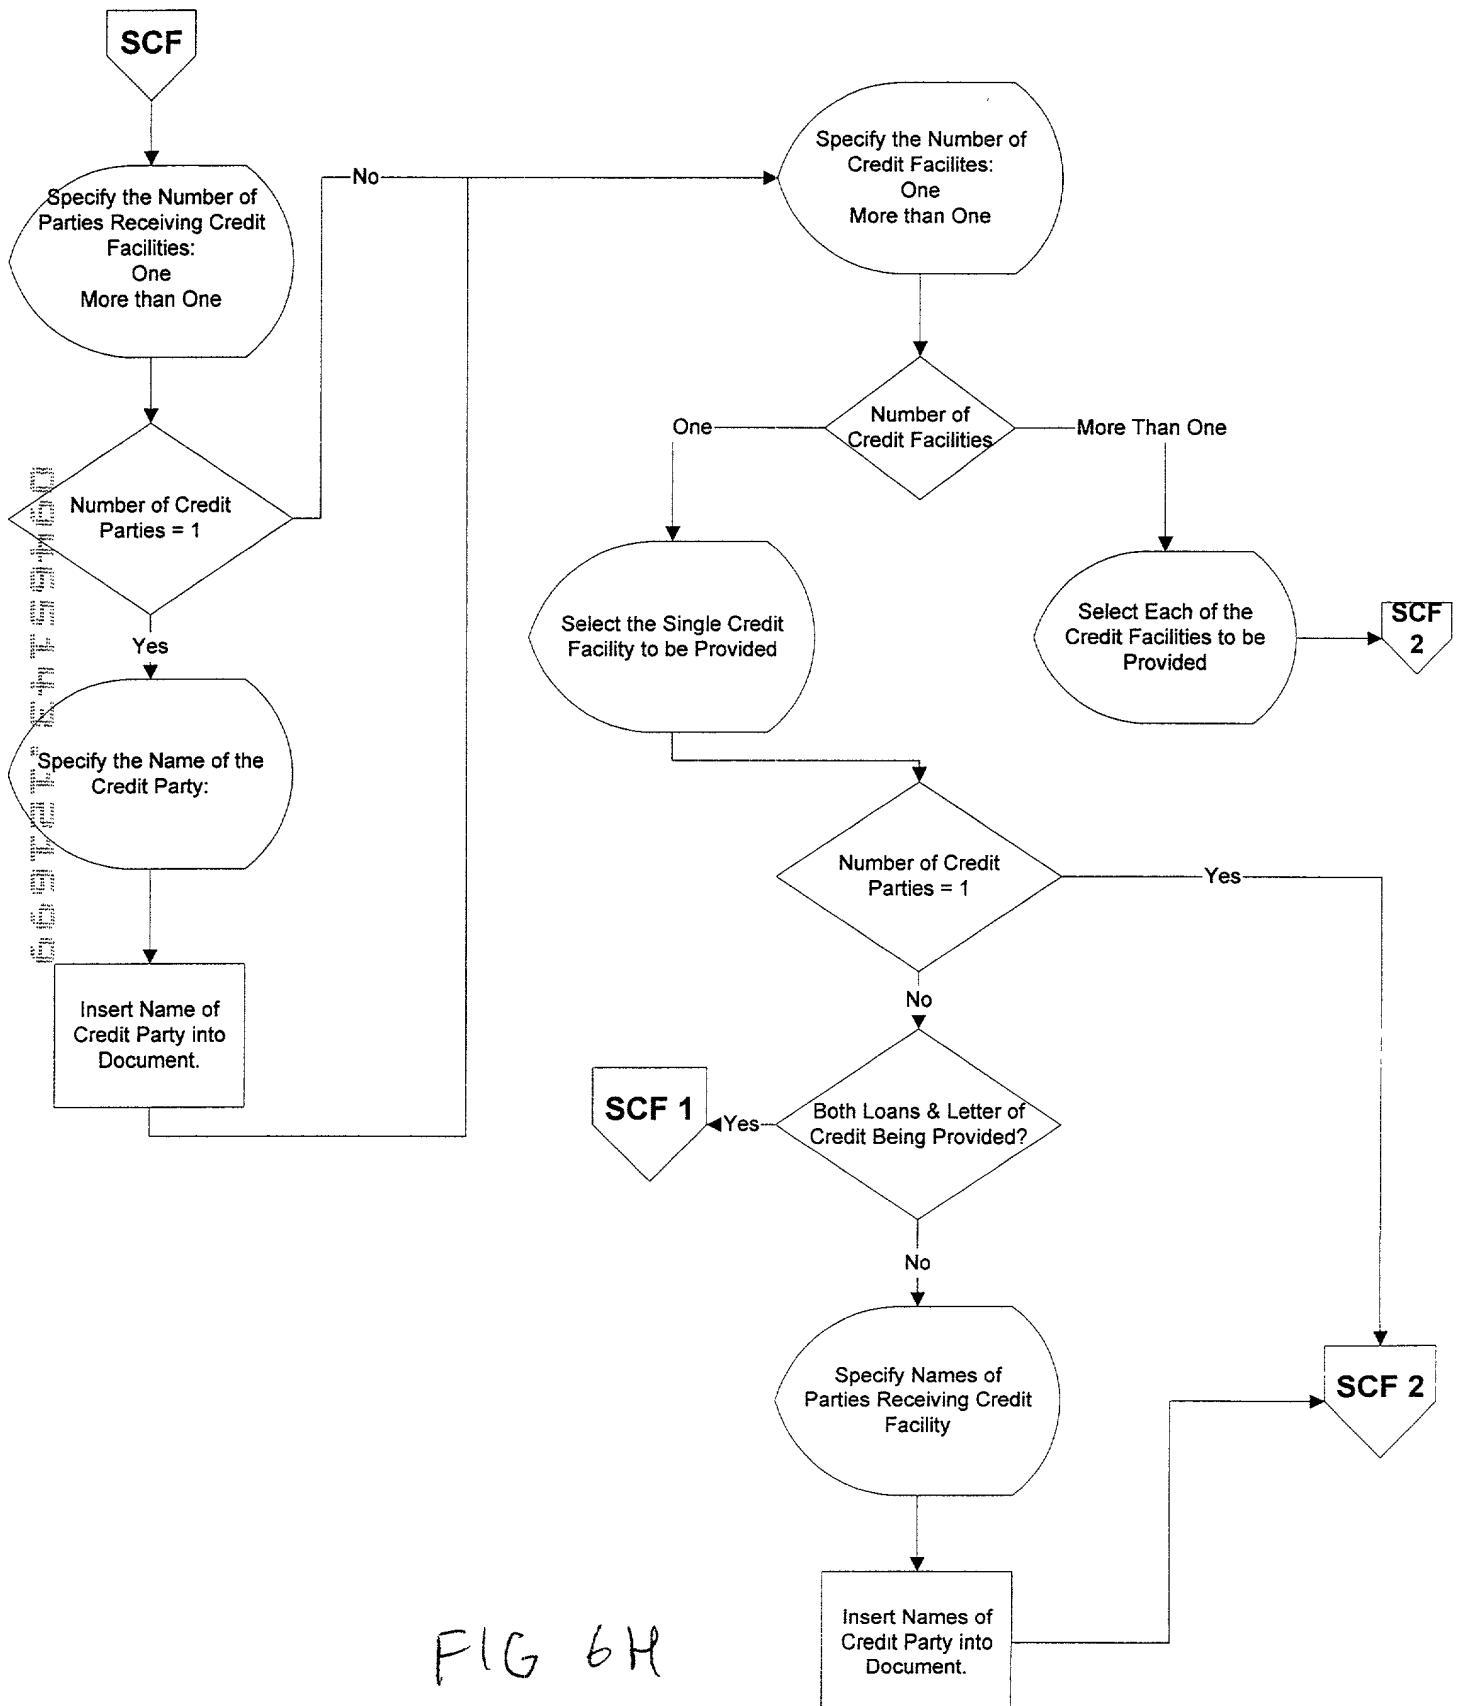 SCF
Specify the Number of
Parties Receiving Credit
Facilities:
One
More than One
No
Number of Credit
Parties = 1
Yes
Specify the Name of the
Credit Party:
Insert Name of
Credit Party into
Document.
Specify the Number of
Credit Facilites:
One
More than One
Number of
Credit Facilities
One
More Than One
Select the Single Credit
Facility to be Provided
Select Each of the
Credit Facilities to be
Provided
SCF
2
Number of Credit
Parties = 1
Yes
No
Both Loans & Letter of
Credit Being Provided?
Yes
SCF 1
No
Specify Names of
Parties Receiving Credit
Facility
SCF 2
Insert Names of
Credit Party into
Document.
FIG 6H